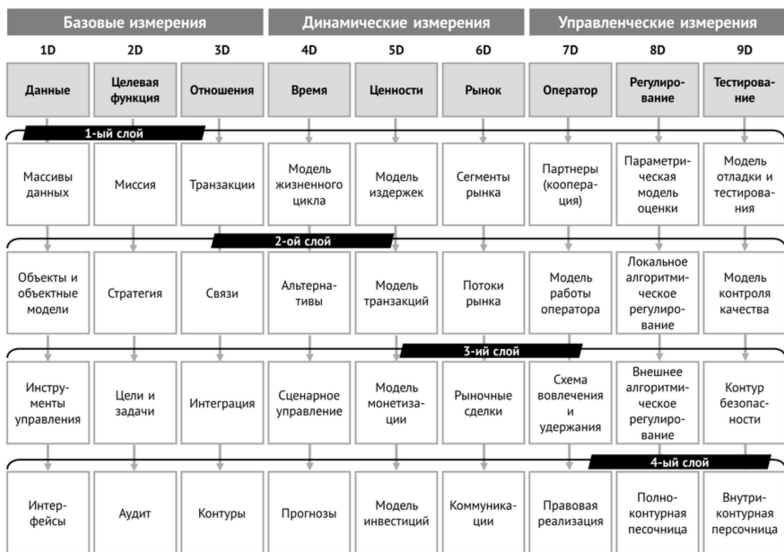 Базовые измерения
Динамические измерения
Управленческие измерения
1D
2D
3D
4D
5D
6D
7D
8D
9D
Данные
Целевая
функция
Отношения
Время
Ценности
Рынок
Оператор
Регулиро-
вание
Тестирова-
ние
1-ый слой
Массивы
данных
Миссия
Транзакции
Модель
жизненного
цикла
Модель
издержек
Сегменты
рынка
Партнеры
(коопера-
ция)
Параметри-
ческая
модель
оценки
Модель
отладки и
тестирова-
ния
2-ой слой
Объекты и
объектные
модели
Стратегия
Связи
Альтерна-
тивы
Модель
транзакций
Потоки
рынка
Модель
работы
оператора
Локальное
алгоритми-
ческое
регулиро-
вание
Модель
контроля
качества
3-ий слой
Инстру-
менты
управления
Цели и
задачи
Интеграция
Сценарное
управление
Модель
монетиза-
ции
Рыночные
сделки
Схема
вовлечения
и
удержания
Внешнее
алгоритми-
ческое
регулиро-
вание
Контур
безопас-
ности
4-ый слой
Интер-
фейсы
Аудит
Контуры
Прогнозы
Модель
инвестиций
Коммуника-
ции
Правовая
реализация
Полно-
контурная
песочница
Внутри-
контурная
персочница